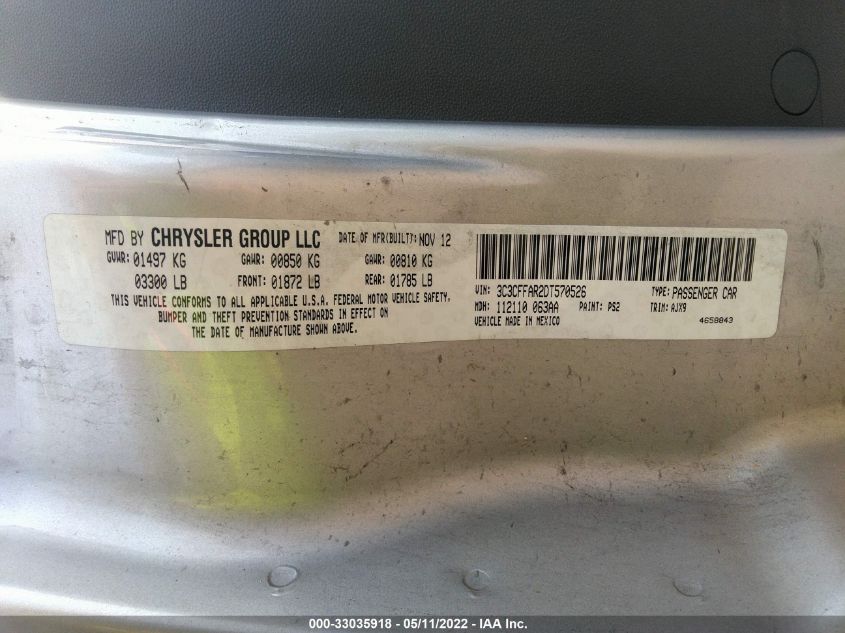 MFD BY CHRYSLER GROUP LLC DATE OF MFR(BUILT): NOV 12
GVWR: 01497 KG GAWR: 00850 KG GAWR: 00810 KG
03300 LB FRONT: 01872 LB REAR: 01785 LB
THIS VEHICLE CONFORMS TO ALL APPLICABLE U.S.A. FEDERAL MOTOR VEHICLE SAFETY,
BUMPER AND THEFT PREVENTION STANDARDS IN EFFECT ON
THE DATE OF MANUFACTURE SHOWN ABOVE.
VIN: 3C3CFFAR2DT570526 TYPE: PASSENGER CAR
MDH: 112110 063AA PAINT: PS2 TRIM: AJX9
VEHICLE MADE IN MEXICO 4658843
000-33035918 - 05/11/2022 - IAA Inc.